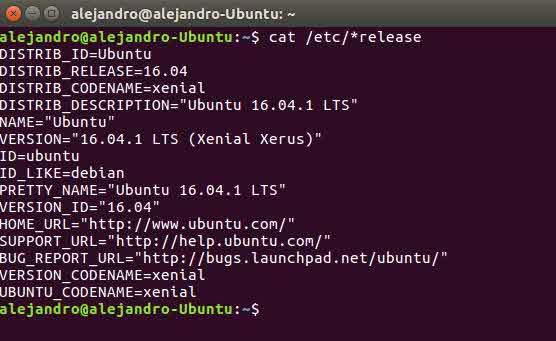 alejandro@alejandro-Ubuntu: ~
alejandro@alejandro-Ubuntu:~$ cat /etc/*release
DISTRIB_ID=Ubuntu
DISTRIB_RELEASE=16.04
DISTRIB_CODENAME=xenial
DISTRIB_DESCRIPTION="Ubuntu 16.04.1 LTS"
NAME="Ubuntu"
VERSION="16.04.1 LTS (Xenial Xerus)"
ID=ubuntu
ID_LIKE=debian
PRETTY_NAME="Ubuntu 16.04.1 LTS"
VERSION_ID="16.04"
HOME_URL="http://www.ubuntu.com/"
SUPPORT_URL="http://help.ubuntu.com/"
BUG_REPORT_URL="http://bugs.launchpad.net/ubuntu/"
VERSION_CODENAME=xenial
UBUNTU_CODENAME=xenial
alejandro@alejandro-Ubuntu:~$